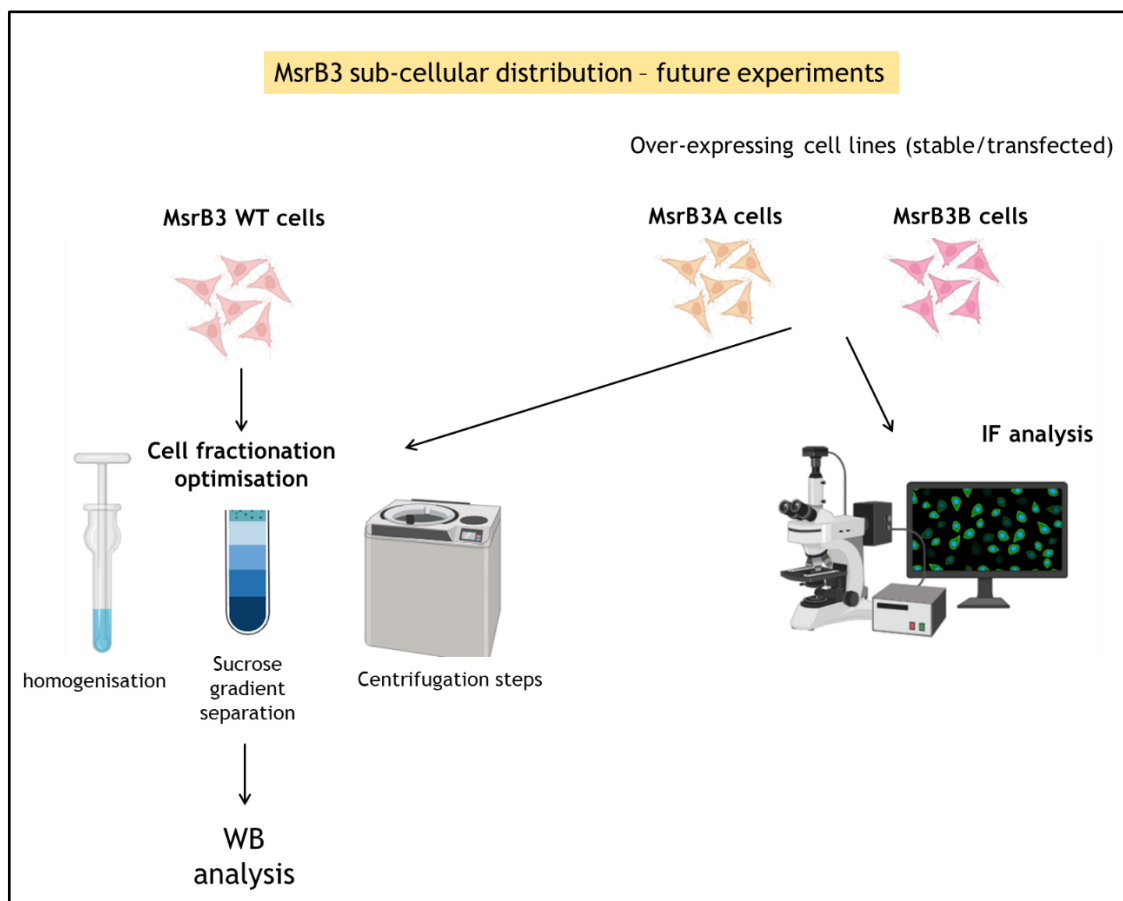 MsrB3 sub-cellular distribution – future experiments
Over-expressing cell lines (stable/transfected)
MsrB3 WT cells
MsrB3A cells
MsrB3B cells
Cell fractionation
optimisation
IF analysis
homogenisation
Sucrose
gradient
separation
Centrifugation steps
WB
analysis